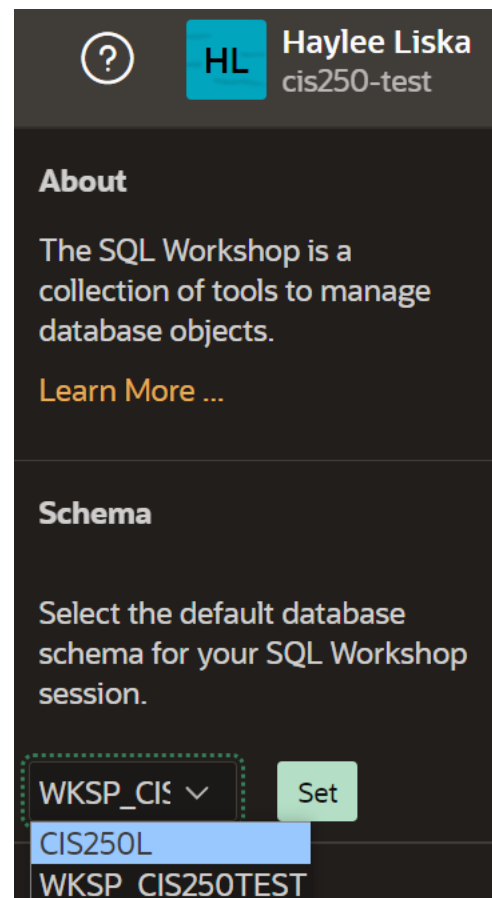 ?
HL
Haylee Liska
cis250-test
About
The SQL Workshop is a
collection of tools to manage
database objects.
Learn More ...
Schema
Select the default database
schema for your SQL Workshop
session.
WKSP_CIS
Set
CIS250L
WKSP_CIS250TEST